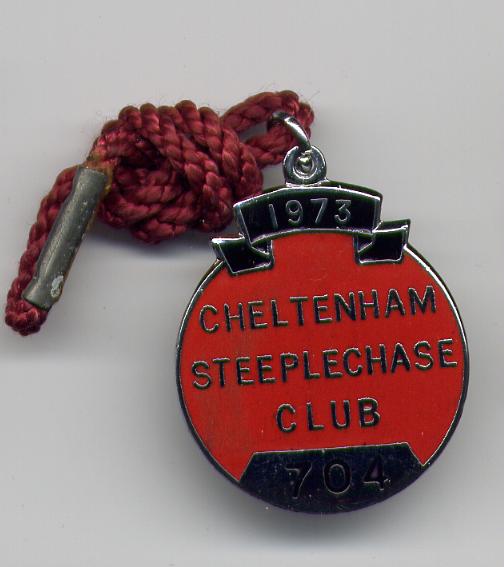 1973
CHELTENHAM
STEEPLECHASE
CLUB
704